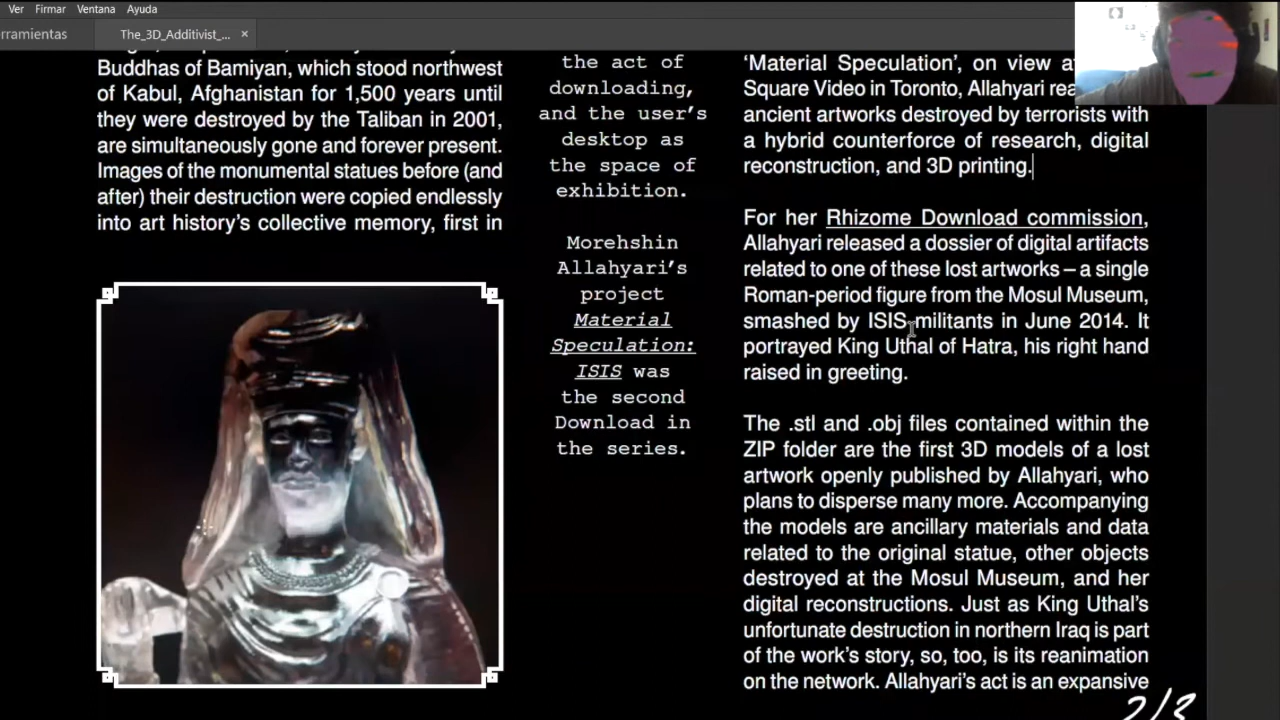 Ver Firmar Ventana Ayuda
rramientas
The_3D_Additivist_... ×
Buddhas of Bamiyan, which stood northwest
of Kabul, Afghanistan for 1,500 years until
they were destroyed by the Taliban in 2001,
are simultaneously gone and forever present.
Images of the monumental statues before (and
after) their destruction were copied endlessly
into art history’s collective memory, first in
the act of
downloading,
and the user’s
desktop as
the space of
exhibition.
Morehshin
Allahyari’s
project
Material
Speculation:
ISIS was
the second
Download in
the series.
‘Material Speculation’, on view
Square Video in Toronto, Allahyari
ancient artworks destroyed by terrorists with
a hybrid counterforce of research, digital
reconstruction, and 3D printing.
For her Rhizome Download commission,
Allahyari released a dossier of digital artifacts
related to one of these lost artworks – a single
Roman-period figure from the Mosul Museum,
smashed by ISIS militants in June 2014. It
portrayed King Uthal of Hatra, his right hand
raised in greeting.
The .stl and .obj files contained within the
ZIP folder are the first 3D models of a lost
artwork openly published by Allahyari, who
plans to disperse many more. Accompanying
the models are ancillary materials and data
related to the original statue, other objects
destroyed at the Mosul Museum, and her
digital reconstructions. Just as King Uthal’s
unfortunate destruction in northern Iraq is part
of the work’s story, so, too, is its reanimation
on the network. Allahyari’s act is an expansive
2/3